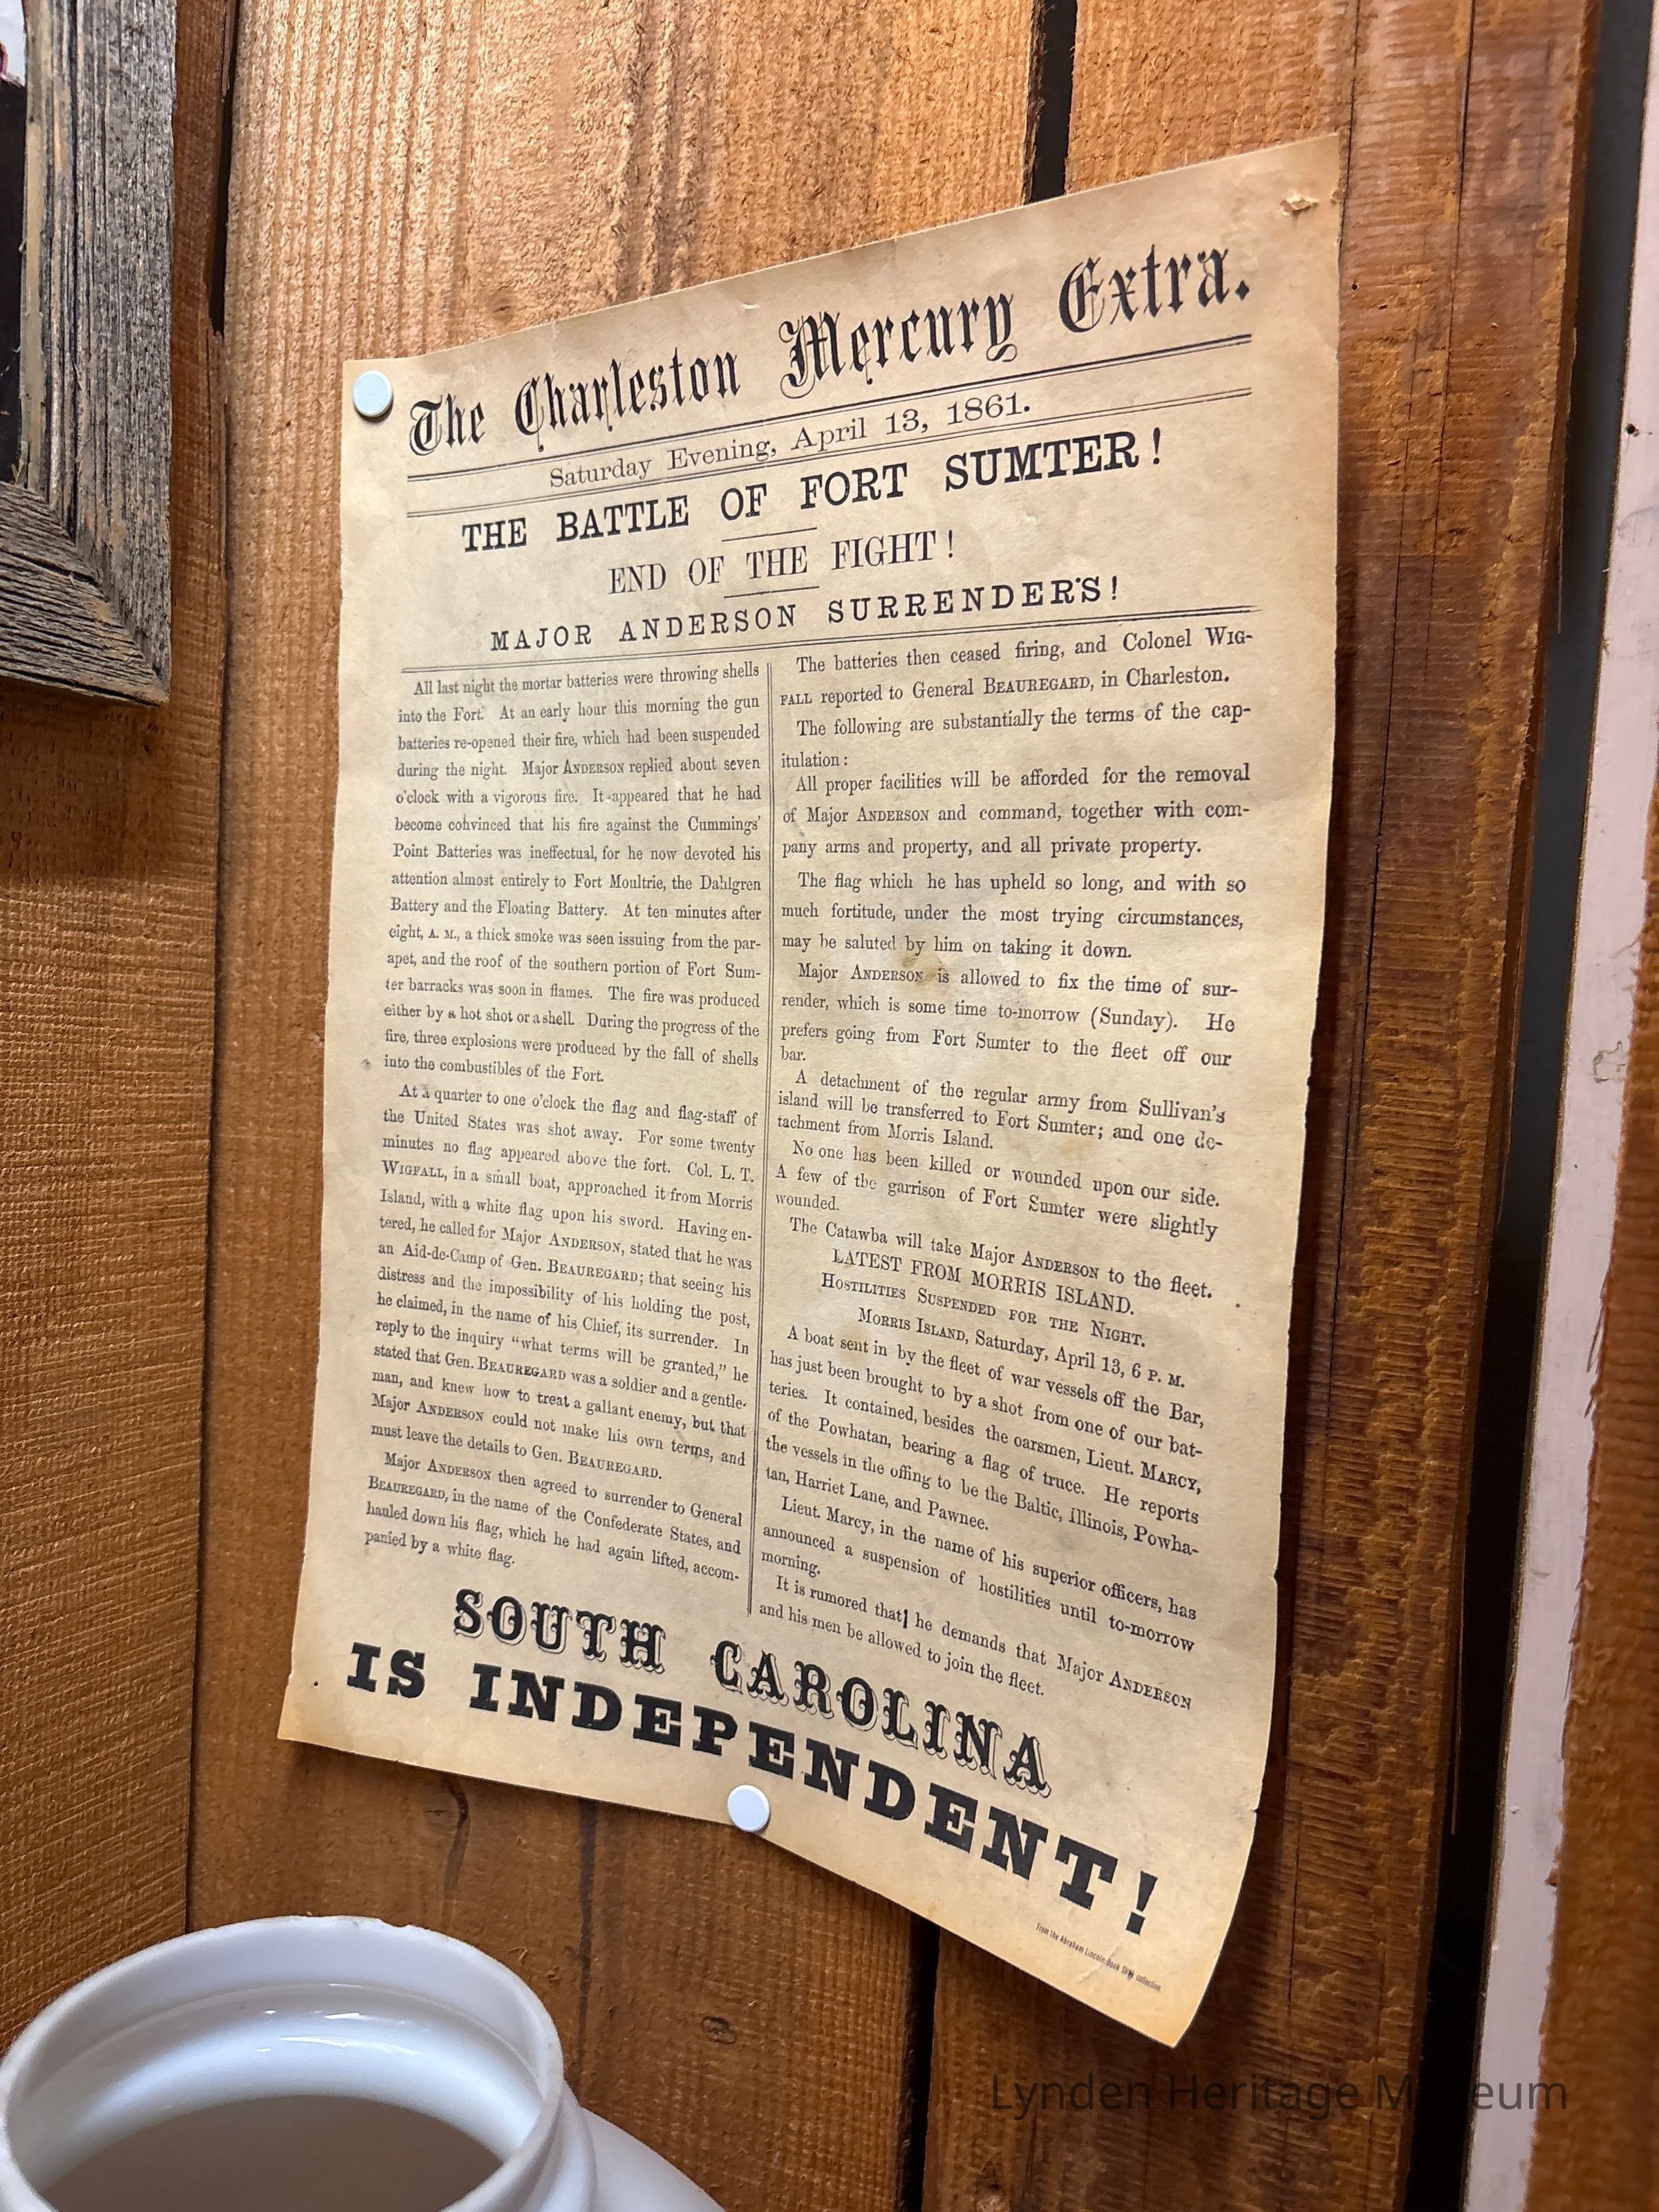 The Charleston Mercury Extra.
Saturday Evening, April 13, 1861.
THE BATTLE OF FORT SUMTER!
END OF THE FIGHT!
MAJOR ANDERSON SURRENDERS!
All last night the mortar batteries were throwing shells
into the Fort. At an early hour this morning the gun
batteries re-opened their fire, which had been suspended
during the night. Major ANDERSON replied about seven
o'clock with a vigorous fire. It appeared that he had
become convinced that his fire against the Cummings'
Point Batteries was ineffectual, for he now devoted his
attention almost entirely to Fort Moultrie, the Dahlgren
Battery and the Floating Battery. At ten minutes after
eight, A. M., a thick smoke was seen issuing from the par-
apet, and the roof of the southern portion of Fort Sum-
ter barracks was soon in flames. The fire was produced
either by a hot shot or a shell. During the progress of the
fire, three explosions were produced by the fall of shells
into the combustibles of the Fort.
At a quarter to one o'clock the flag and flag-staff of
the United States was shot away. For some twenty
minutes no flag appeared above the fort. Col. L. T.
WIGFALL, in a small boat, approached it from Morris
Island, with a white flag upon his sword. Having en-
tered, he called for Major ANDERSON, stated that he was
an Aid-de-Camp of Gen. BEAUREGARD; that seeing his
distress and the impossibility of his holding the post,
he claimed, in the name of his Chief, its surrender. In
reply to the inquiry "what terms will be granted," he
stated that Gen. BEAUREGARD was a soldier and a gentle-
man, and knew how to treat a gallant enemy, but that
Major ANDERSON could not make his own terms, and
must leave the details to Gen. BEAUREGARD.
Major ANDERSON then agreed to surrender to General
BEAUREGARD, in the name of the Confederate States, and
hauled down his flag, which he had again lifted, accom-
panied by a white flag.
The batteries then ceased firing, and Colonel WIG-
FALL reported to General BEAUREGARD, in Charleston.
The following are substantially the terms of the cap-
itulation:
All proper facilities will be afforded for the removal
of Major ANDERSON and command, together with com-
pany arms and property, and all private property.
The flag which he has upheld so long, and with so
much fortitude, under the most trying circumstances,
may be saluted by him on taking it down.
Major ANDERSON is allowed to fix the time of sur-
render, which is some time to-morrow (Sunday). He
prefers going from Fort Sumter to the fleet off our
bar.
A detachment of the regular army from Sullivan's
island will be transferred to Fort Sumter; and one de-
tachment from Morris Island.
No one has been killed or wounded upon our side.
A few of the garrison of Fort Sumter were slightly
wounded.
The Catawba will take Major ANDERSON to the fleet.
LATEST FROM MORRIS ISLAND.
HOSTILITIES SUSPENDED FOR THE NIGHT.
MORRIS ISLAND, Saturday, April 13, 6 P. M.
A boat sent in by the fleet of war vessels off the Bar,
has just been brought to by a shot from one of our bat-
teries. It contained, besides the oarsmen, Lieut. MARCY,
of the Powhatan, bearing a flag of truce. He reports
the vessels in the offing to be the Baltic, Illinois, Powha-
tan, Harriet Lane, and Pawnee.
Lieut. Marcy, in the name of his superior officers, has
announced a suspension of hostilities until to-morrow
morning.
It is rumored that he demands that Major ANDERSON
and his men be allowed to join the fleet.
SOUTH CAROLINA
IS INDEPENDENT!
from the Abraham Lincoln Book Shop collection
Lynden Heritage Museum